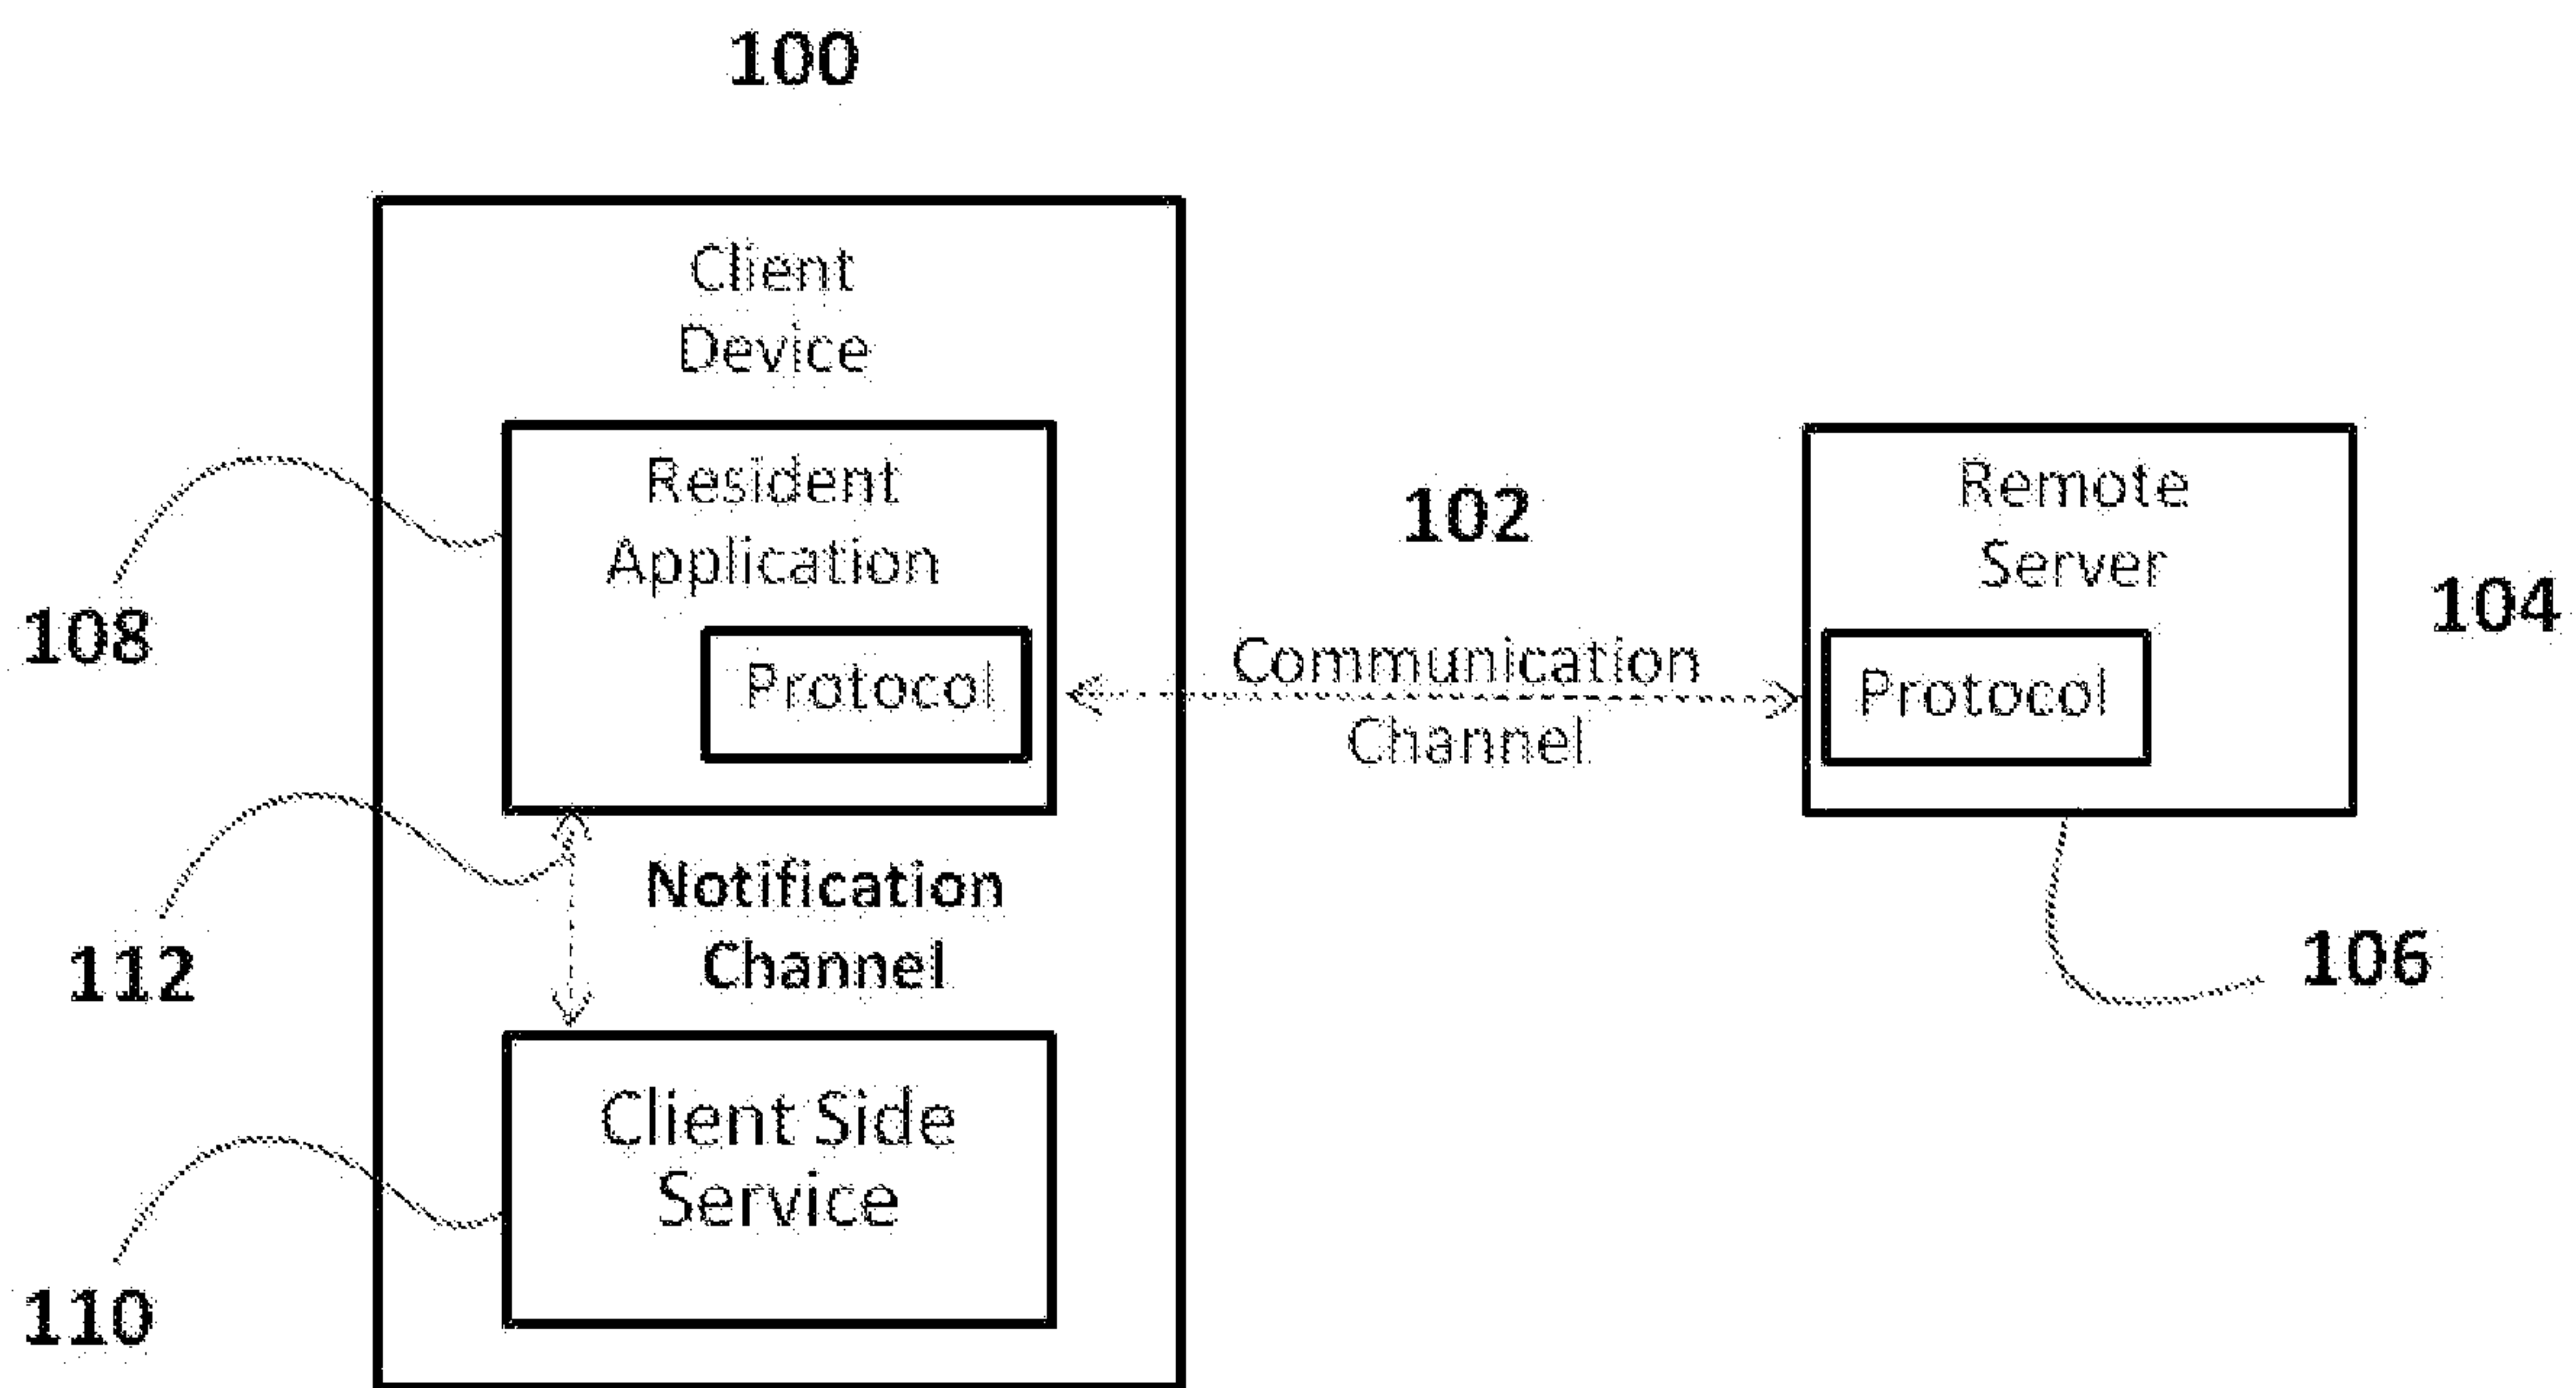 100
Client
Device
Resident
Application
Protocol
108
102
Communication
Channel
Remote
Server
Protocol
104
Notification
Channel
112
106
Client Side
Service
110